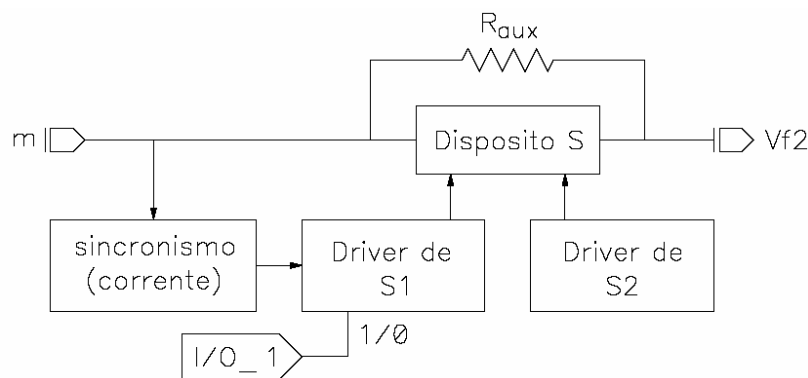 Raux
m
Disposito S
Vf2
sincronismo
(corrente)
Driver de
S1
Driver de
S2
1/0
I/O_1